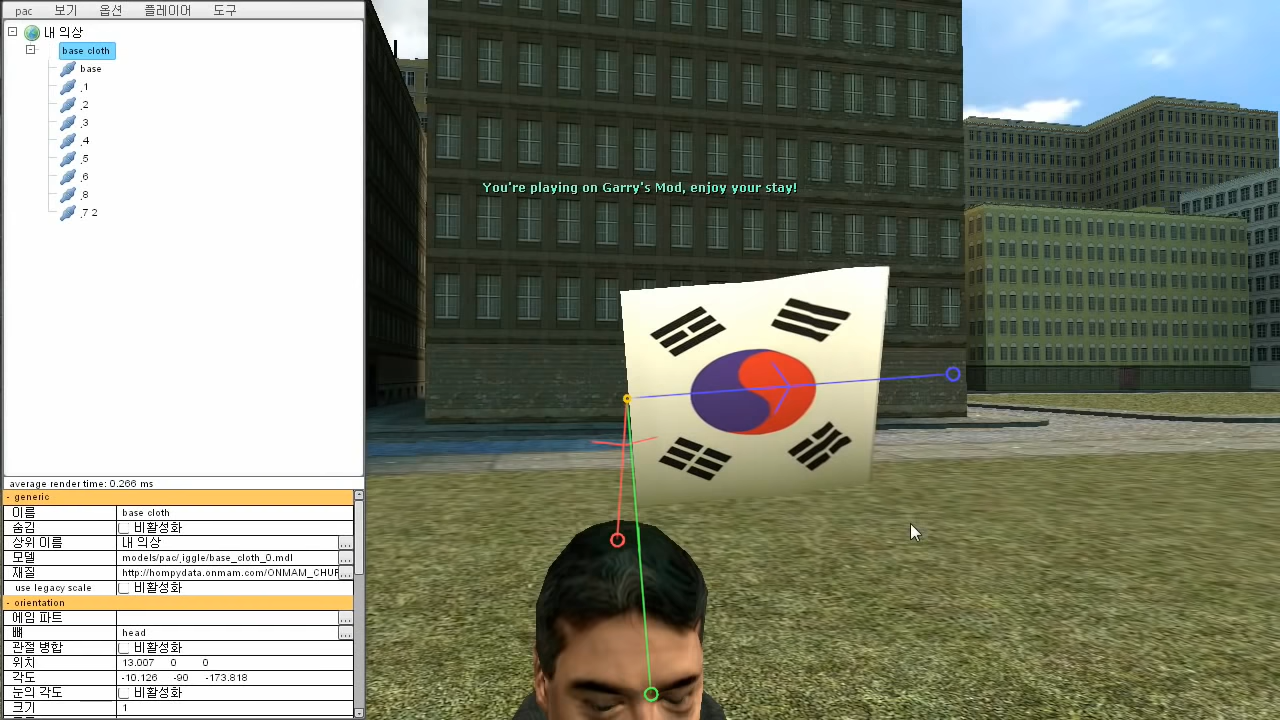 pac 보기 옵션 플레이어 도구
내 의상
base cloth
base
.1
.2
.3
.4
.5
.6
.8
.7 2
You're playing on Garry's Mod, enjoy your stay!
average render time: 0.266 ms
- generic
이름 base cloth
숨김 비활성화
상위 이름 내 의상 ...
모델 models/pac/jiggle/base_cloth_0.mdl ...
재질 http://hompydata.onmam.com/ONMAM_CHUR ...
use legacy scale 비활성화
- orientation
에임 파트 ...
뼈 head ...
관절 병합 비활성화
위치 13.007 0 0
각도 -10.126 -90 -173.818
눈의 각도 비활성화
크기 1